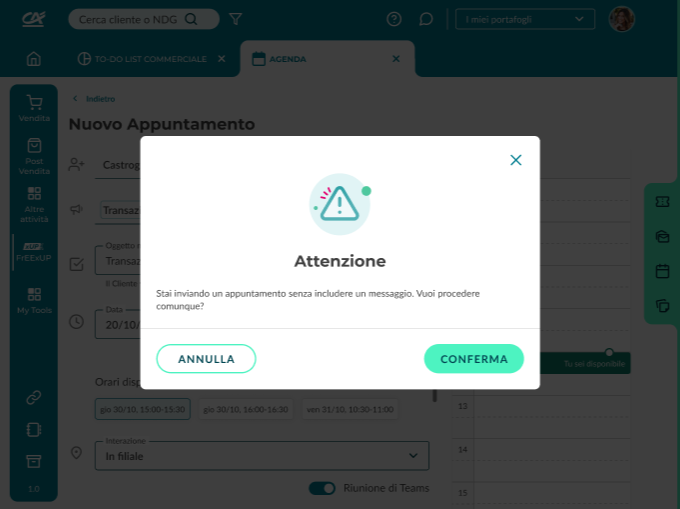 CA
Cerca cliente o NDG
I miei portafogli
TO-DO LIST COMMERCIALE
AGENDA
Indietro
Nuovo Appuntamento
Vendita
Post
Vendita
Altre
attività
FrEExUP
My Tools
1.0
Castrog
Transaz
Oggetto
Transaz
Il Cliente
Data
20/10/
Attenzione
Stai inviando un appuntamento senza includere un messaggio. Vuoi procedere
comunque?
ANNULLA
CONFERMA
Tu sei disponibile
Orari disp
gio 30/10, 15:00-15:30
gio 30/10, 16:00-16:30
ven 31/10, 10:30-11:00
13
14
15
Interazione
In filiale
Riunione di Teams